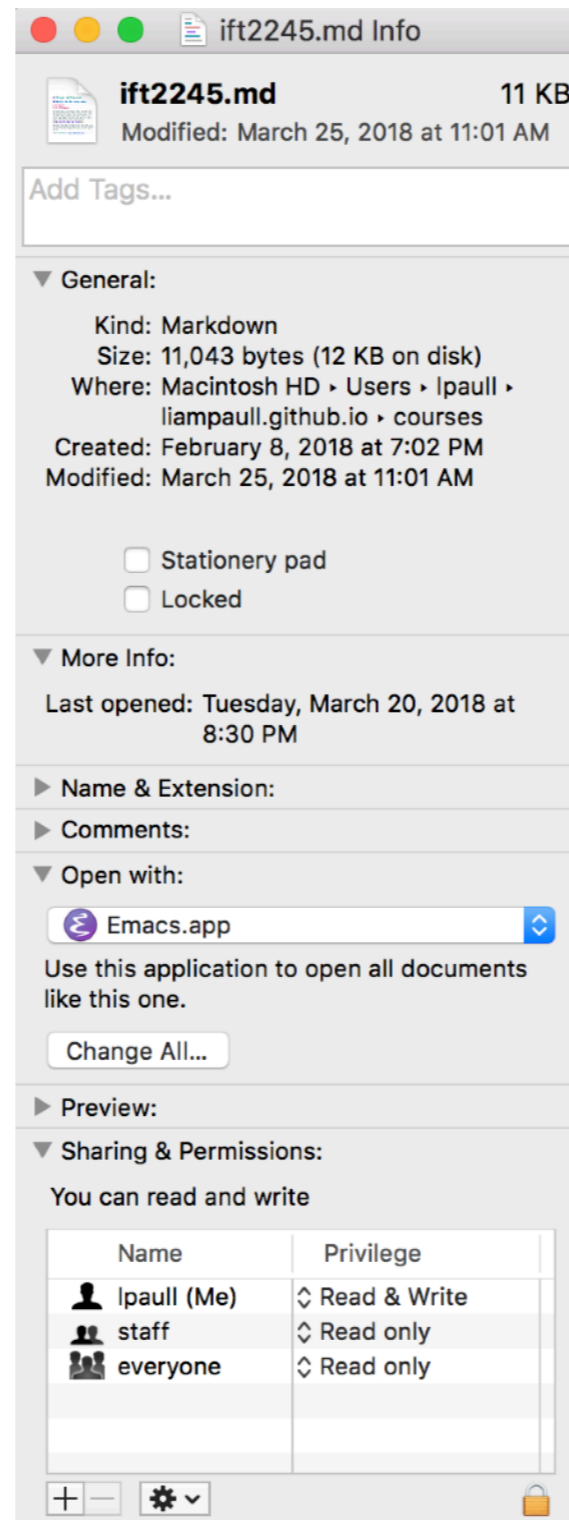 ift2245.md Info
ift2245.md 11 KB
Modified: March 25, 2018 at 11:01 AM
Add Tags...
General:
Kind: Markdown
Size: 11,043 bytes (12 KB on disk)
Where: Macintosh HD ▸ Users ▸ lpaull ▸
liampaull.github.io ▸ courses
Created: February 8, 2018 at 7:02 PM
Modified: March 25, 2018 at 11:01 AM
Stationery pad
Locked
More Info:
Last opened: Tuesday, March 20, 2018 at
8:30 PM
Name & Extension:
Comments:
Open with:
Emacs.app
Use this application to open all documents
like this one.
Change All...
Preview:
Sharing & Permissions:
You can read and write
Name Privilege
lpaull (Me) Read & Write
staff Read only
everyone Read only